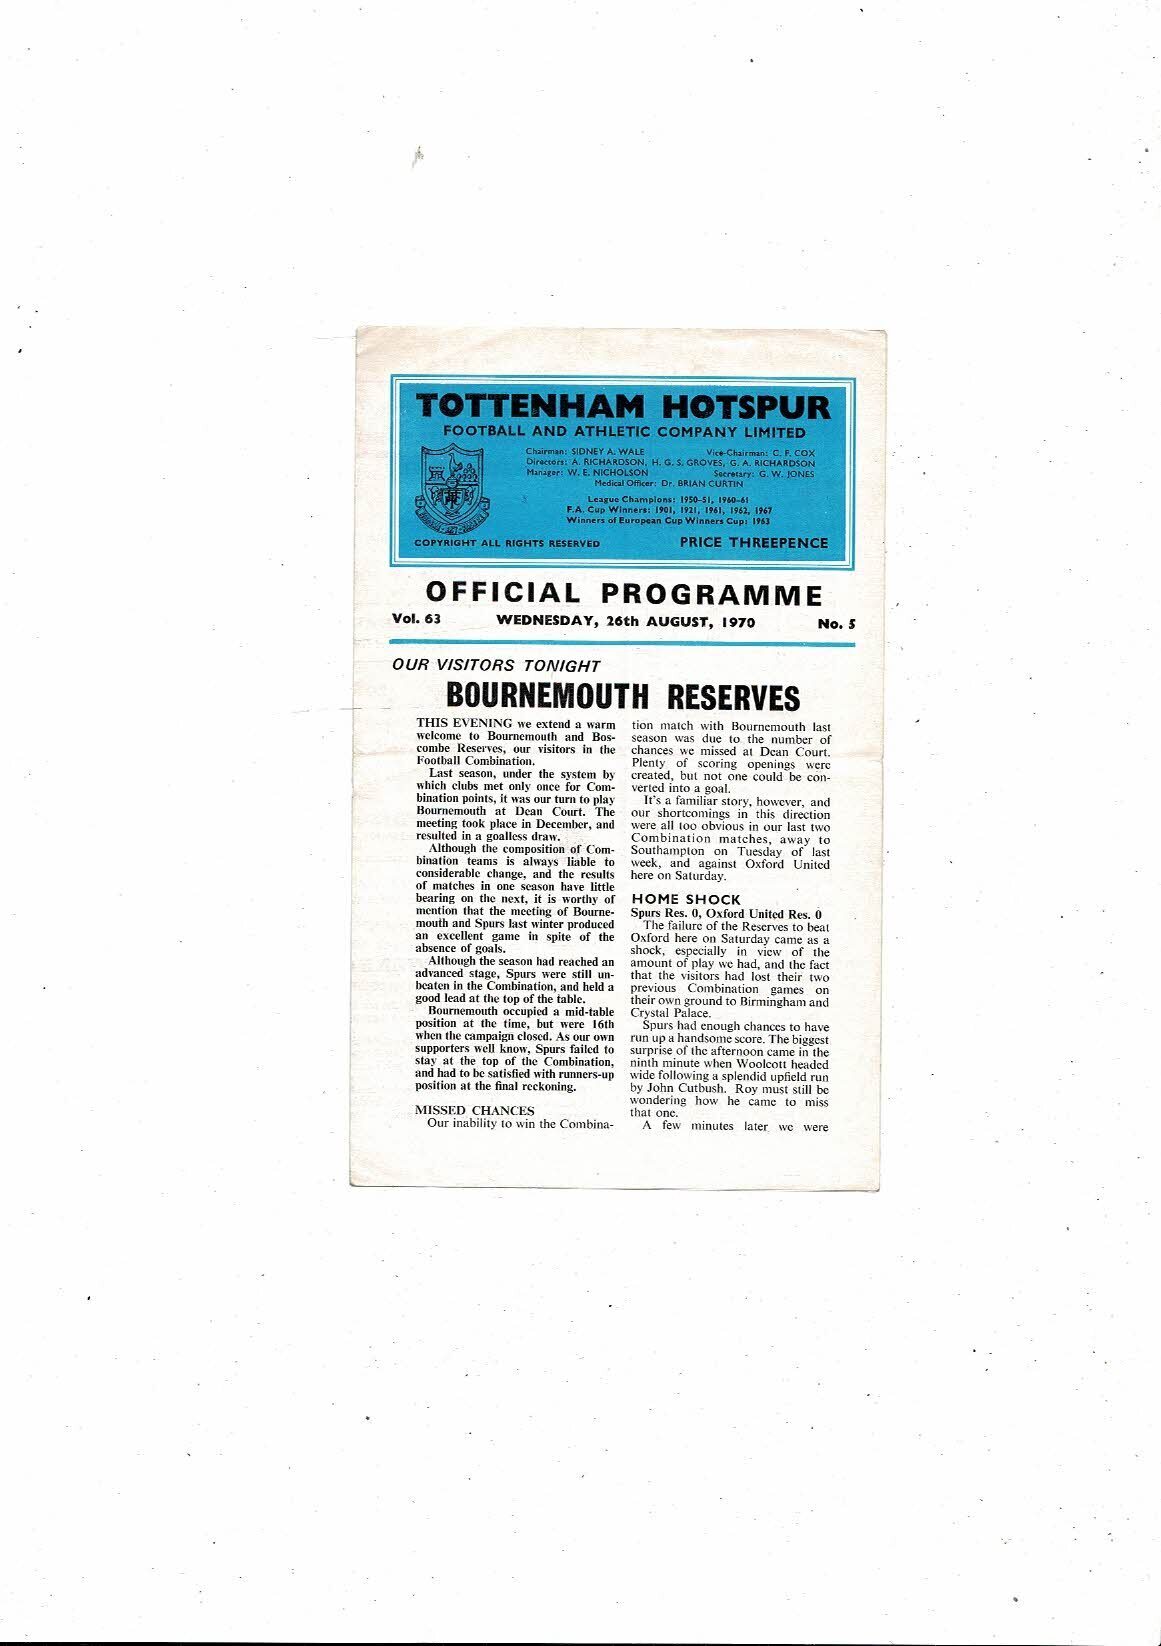 TOTTENHAM HOTSPUR
FOOTBALL AND ATHLETIC COMPANY LIMITED
Chairman: SIDNEY A. WALE Vice-Chairman: C. F. COX
Directors: A. RICHARDSON, H. G. S. GROVES, G. A. RICHARDSON
Manager: W. E. NICHOLSON Secretary: G. W. JONES
Medical Officer: Dr. BRIAN CURTIN
League Champions: 1950-51, 1960-61
F.A. Cup Winners: 1901, 1921, 1961, 1962, 1967
Winners of European Cup Winners Cup: 1963
COPYRIGHT ALL RIGHTS RESERVED PRICE THREEPENCE
OFFICIAL PROGRAMME
Vol. 63 WEDNESDAY, 26th AUGUST, 1970 No. 5
OUR VISITORS TONIGHT
BOURNEMOUTH RESERVES
THIS EVENING we extend a warm
welcome to Bournemouth and Bos-
combe Reserves, our visitors in the
Football Combination.
Last season, under the system by
which clubs met only once for Com-
bination points, it was our turn to play
Bournemouth at Dean Court. The
meeting took place in December, and
resulted in a goalless draw.
Although the composition of Com-
bination teams is always liable to
considerable change, and the results
of matches in one season have little
bearing on the next, it is worthy of
mention that the meeting of Bourne-
mouth and Spurs last winter produced
an excellent game in spite of the
absence of goals.
Although the season had reached an
advanced stage, Spurs were still un-
beaten in the Combination, and held a
good lead at the top of the table.
Bournemouth occupied a mid-table
position at the time, but were 16th
when the campaign closed. As our own
supporters well know, Spurs failed to
stay at the top of the Combination,
and had to be satisfied with runners-up
position at the final reckoning.
MISSED CHANCES
Our inability to win the Combina-
tion match with Bournemouth last
season was due to the number of
chances we missed at Dean Court.
Plenty of scoring openings were
created, but not one could be con-
verted into a goal.
It's a familiar story, however, and
our shortcomings in this direction
were all too obvious in our last two
Combination matches, away to
Southampton on Tuesday of last
week, and against Oxford United
here on Saturday.
HOME SHOCK
Spurs Res. 0, Oxford United Res. 0
The failure of the Reserves to beat
Oxford here on Saturday came as a
shock, especially in view of the
amount of play we had, and the fact
that the visitors had lost their two
previous Combination games on
their own ground to Birmingham and
Crystal Palace.
Spurs had enough chances to have
run up a handsome score. The biggest
surprise of the afternoon came in the
ninth minute when Woolcott headed
wide following a splendid upfield run
by John Cutbush. Roy must still be
wondering how he came to miss
that one.
A few minutes later we were